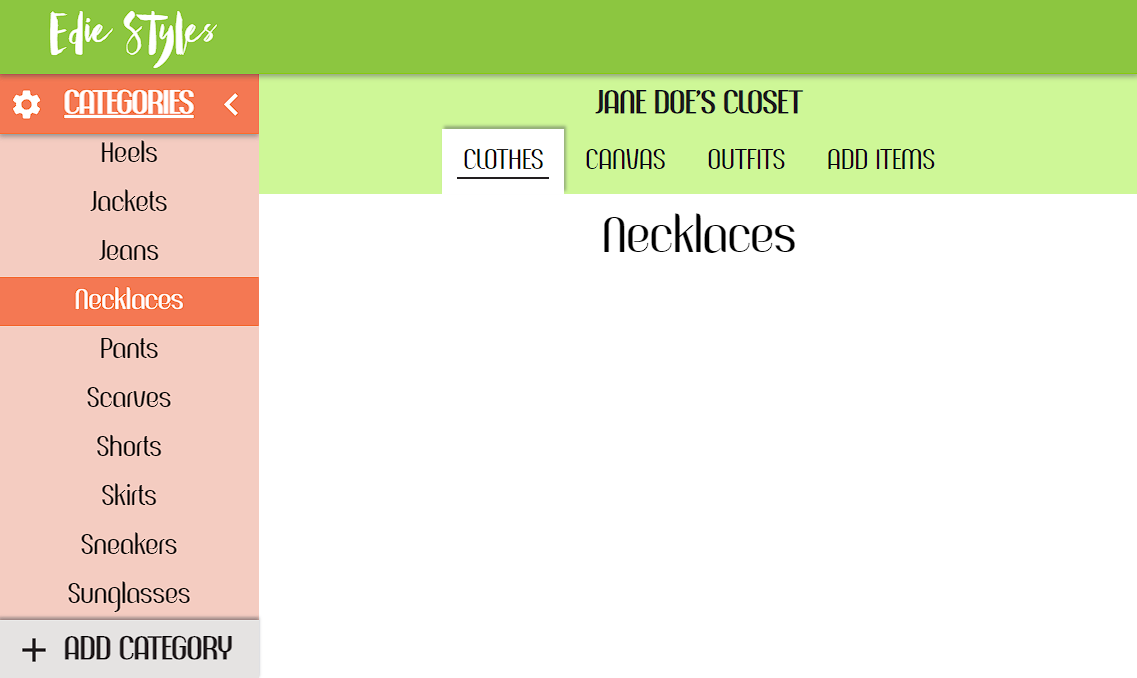 Edie Styles
CATEGORIES
Heels
Jackets
Jeans
Necklaces
Pants
Scarves
Shorts
Skirts
Sneakers
Sunglasses
+ ADD CATEGORY
JANE DOE'S CLOSET
CLOTHES CANVAS OUTFITS ADD ITEMS
Necklaces